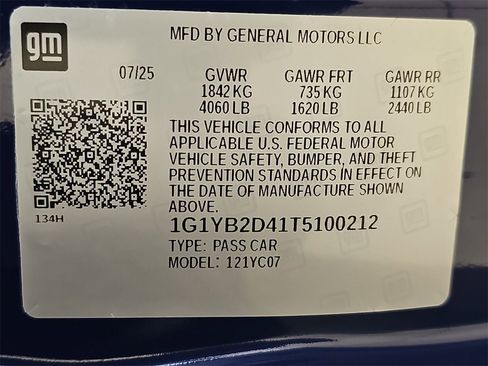 gm
MFD BY GENERAL MOTORS LLC
07/25 GVWR GAWR FRT GAWR RR
1842 KG 735 KG 1107 KG
4060 LB 1620 LB 2440 LB
THIS VEHICLE CONFORMS TO ALL
APPLICABLE U.S. FEDERAL MOTOR
VEHICLE SAFETY, BUMPER, AND THEFT
PREVENTION STANDARDS IN EFFECT ON
THE DATE OF MANUFACTURE SHOWN
ABOVE.
134H
1G1YB2D41T5100212
TYPE: PASS CAR
MODEL: 121YC07